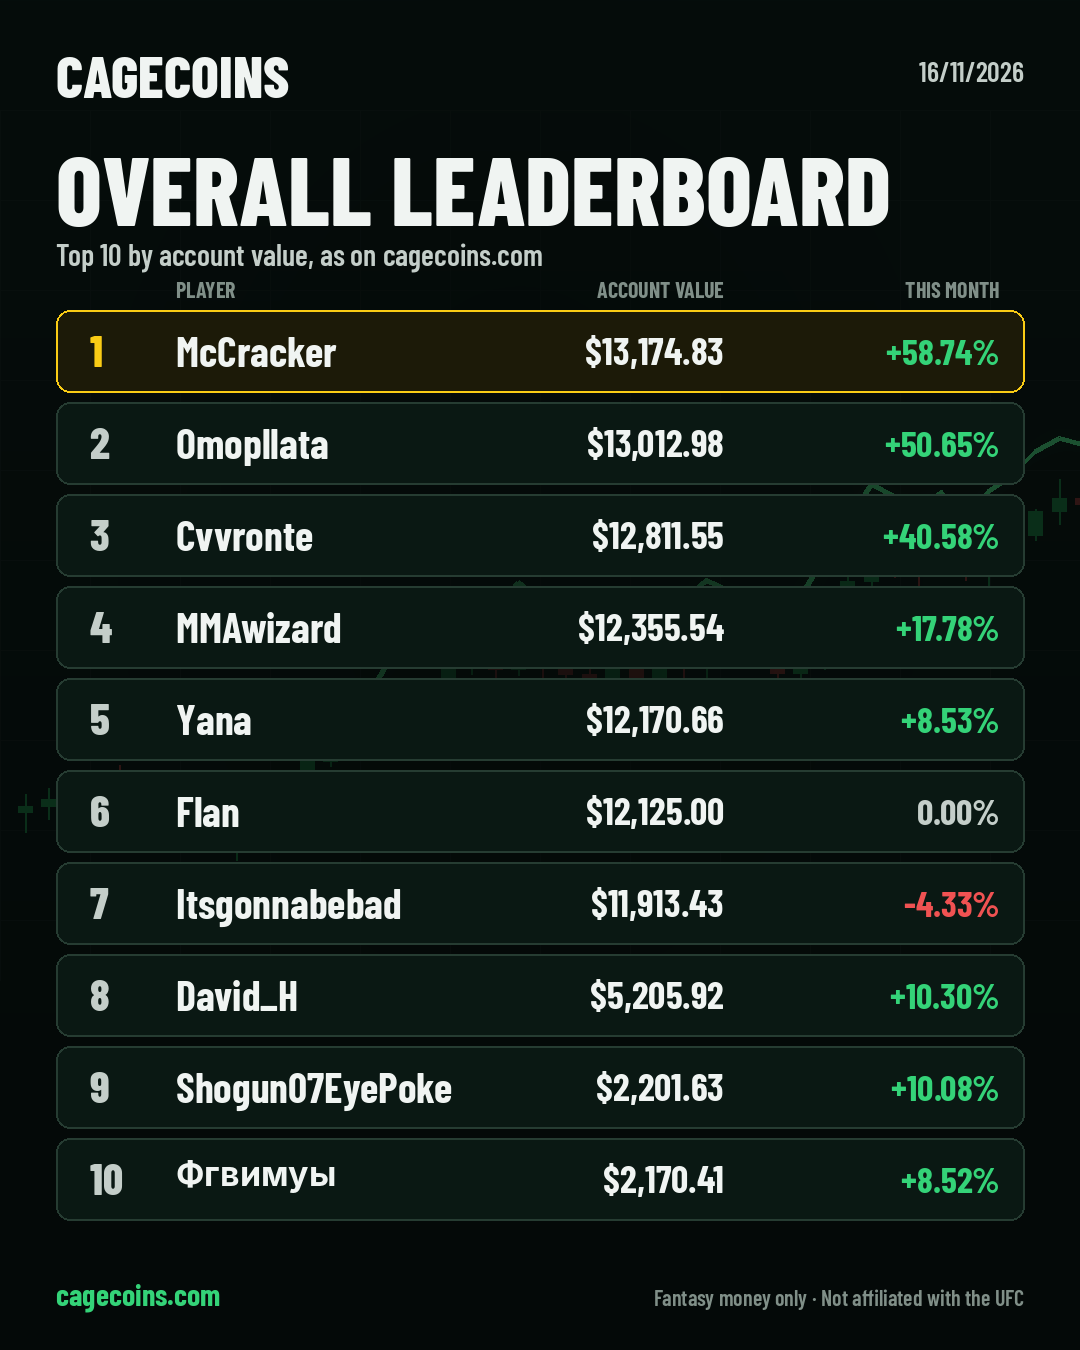 CAGECOINS
16/11/2026
OVERALL LEADERBOARD
Top 10 by account value, as on cagecoins.com
PLAYER ACCOUNT VALUE THIS MONTH
1 McCracker $13,174.83 +58.74%
2 Omopllata $13,012.98 +50.65%
3 Cvvronte $12,811.55 +40.58%
4 MMAwizard $12,355.54 +17.78%
5 Yana $12,170.66 +8.53%
6 Flan $12,125.00 0.00%
7 Itsgonnabebad $11,913.43 -4.33%
8 David_H $5,205.92 +10.30%
9 Shogun07EyePoke $2,201.63 +10.08%
10 Фгвимуы $2,170.41 +8.52%
cagecoins.com
Fantasy money only · Not affiliated with the UFC